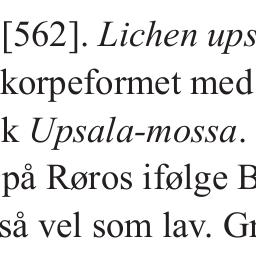 [562]. Lichen ups
korpeformet med
k Upsala-mossa.
på Røros ifølge B
så vel som lav. Gr